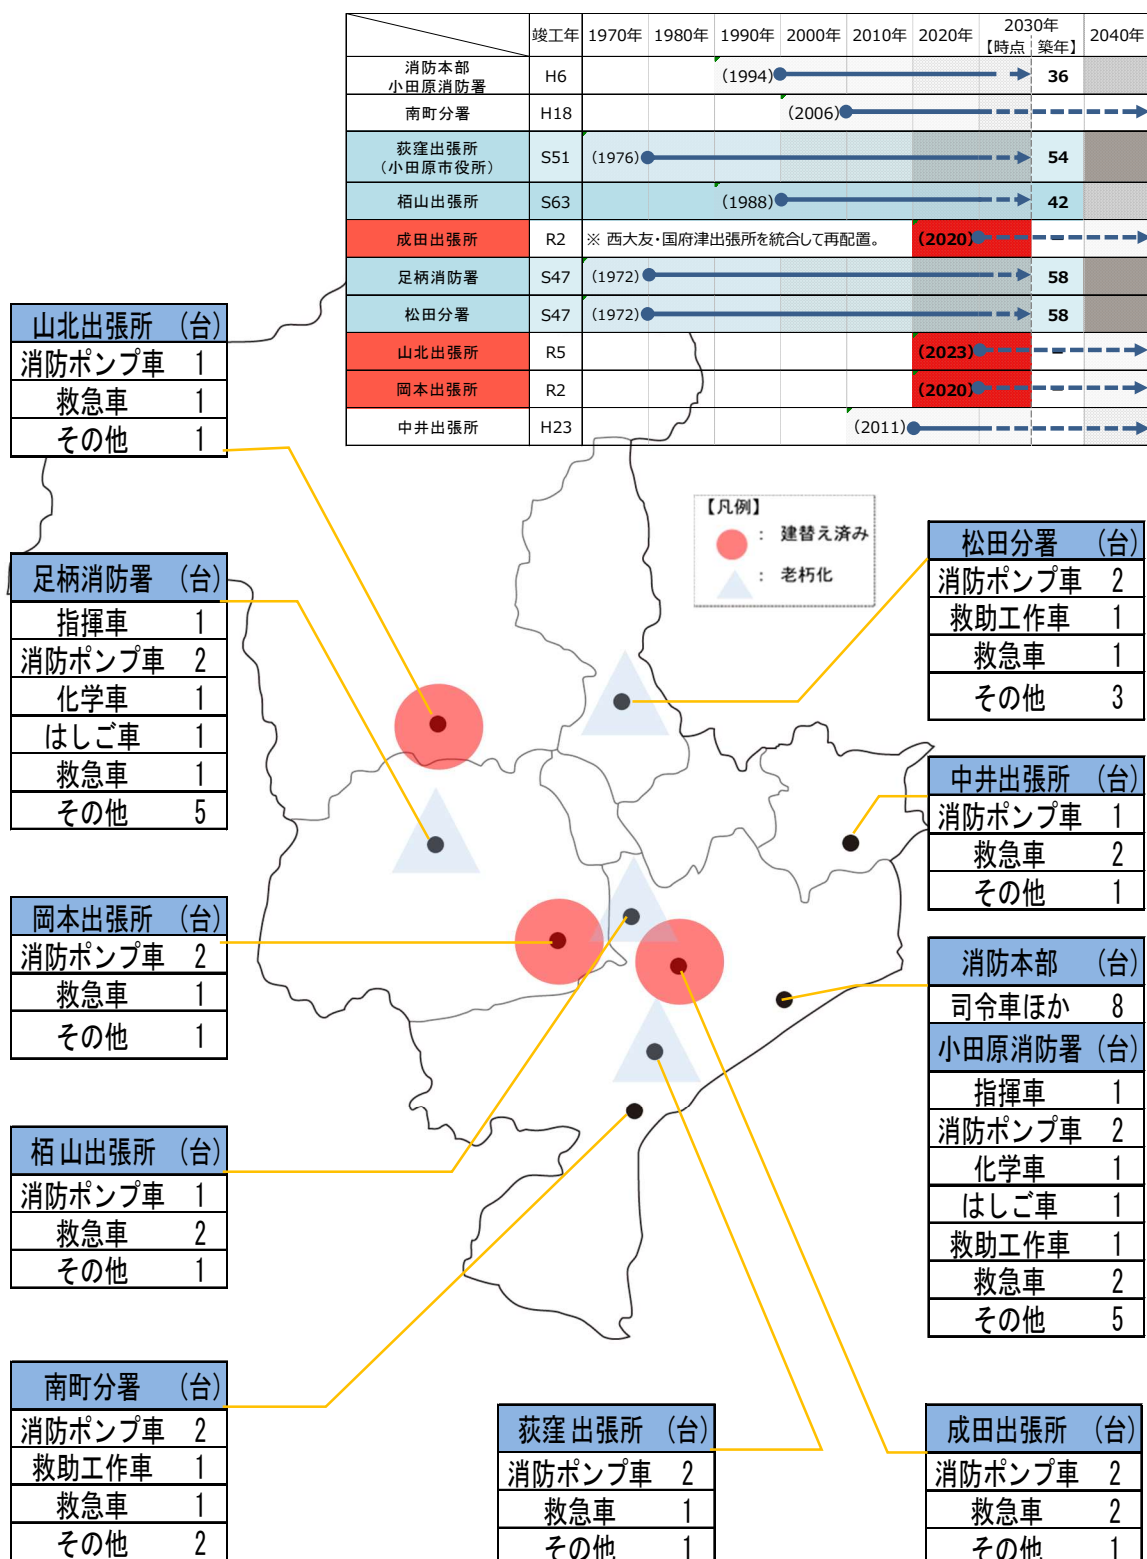 竣工年 1970年 1980年 1990年 2000年 2010年 2020年 2030年 2040年
【時点 築年】
消防本部
小田原消防署 H6 (1994) 36
南町分署 H18 (2006)
荻窪出張所
(小田原市役所) S51 (1976) 54
栢山出張所 S63 (1988) 42
成田出張所 R2 ※ 西大友・国府津出張所を統合して再配置。 (2020) −
足柄消防署 S47 (1972) 58
松田分署 S47 (1972) 58
山北出張所 R5 (2023) −
岡本出張所 R2 (2020) −
中井出張所 H23 (2011)
山北出張所 (台)
消防ポンプ車 1
救急車 1
その他 1
【凡例】
: 建替え済み
: 老朽化
足柄消防署 (台)
指揮車 1
消防ポンプ車 2
化学車 1
はしご車 1
救急車 1
その他 5
松田分署 (台)
消防ポンプ車 2
救助工作車 1
救急車 1
その他 3
中井出張所 (台)
消防ポンプ車 1
救急車 2
その他 1
岡本出張所 (台)
消防ポンプ車 2
救急車 1
その他 1
消防本部 (台)
司令車ほか 8
小田原消防署 (台)
指揮車 1
消防ポンプ車 2
化学車 1
はしご車 1
救助工作車 1
救急車 2
その他 5
栢山出張所 (台)
消防ポンプ車 1
救急車 2
その他 1
南町分署 (台)
消防ポンプ車 2
救助工作車 1
救急車 1
その他 2
荻窪出張所 (台)
消防ポンプ車 2
救急車 1
その他 1
成田出張所 (台)
消防ポンプ車 2
救急車 2
その他 1